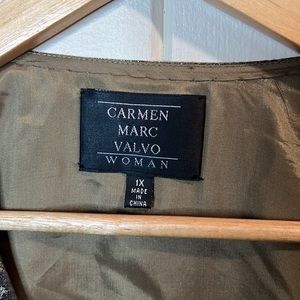 CARMEN
MARC
VALVO
WOMAN
1X
MADE
IN
CHINA